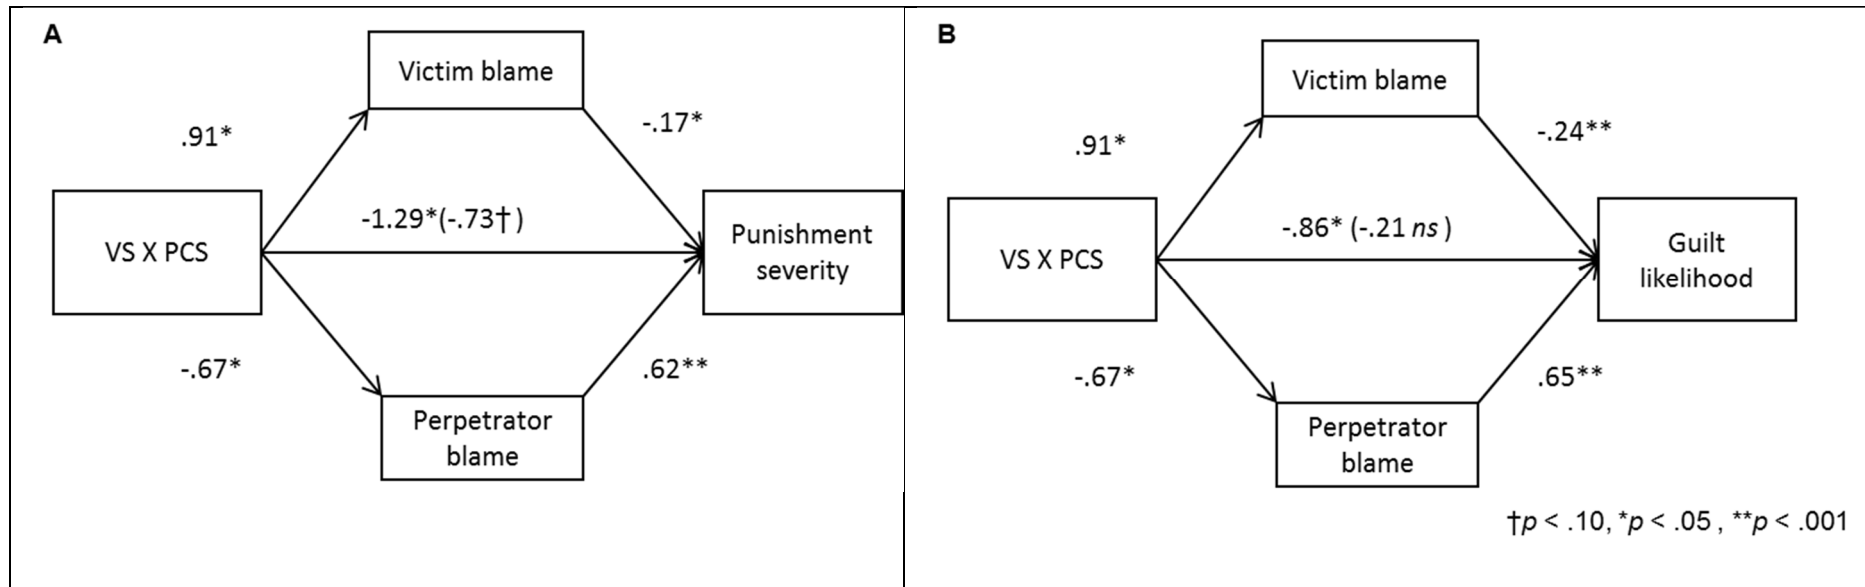 A
Victim blame
.91*
-.17*
VS X PCS
-1.29*(-.73† )
Punishment
severity
-.67*
.62**
Perpetrator
blame
B
Victim blame
.91*
-.24**
VS X PCS
-.86* (-.21 ns )
Guilt
likelihood
-.67*
.65**
Perpetrator
blame
†p < .10, *p < .05 , **p < .001